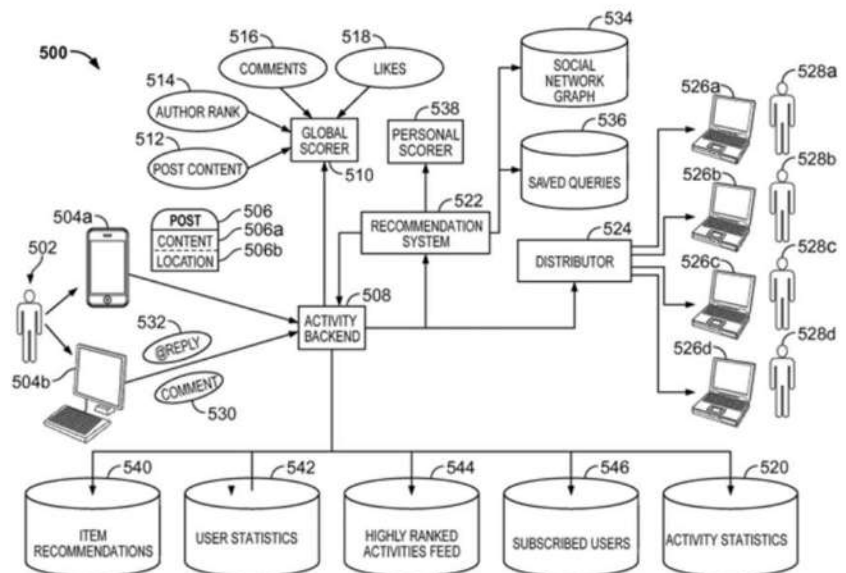 500
516
COMMENTS
518
LIKES
514
AUTHOR RANK
512
POST CONTENT
GLOBAL
SCORER
510
538
PERSONAL
SCORER
534
SOCIAL
NETWORK
GRAPH
536
SAVED QUERIES
526a
528a
526b
528b
526c
528c
526d
528d
504a
502
POST
506
CONTENT
506a
LOCATION
506b
522
RECOMMENDATION
SYSTEM
524
DISTRIBUTOR
508
ACTIVITY
BACKEND
532
@REPLY
504b
COMMENT
530
540
ITEM
RECOMMENDATIONS
542
USER STATISTICS
544
HIGHLY RANKED
ACTIVITIES FEED
546
SUBSCRIBED USERS
520
ACTIVITY STATISTICS